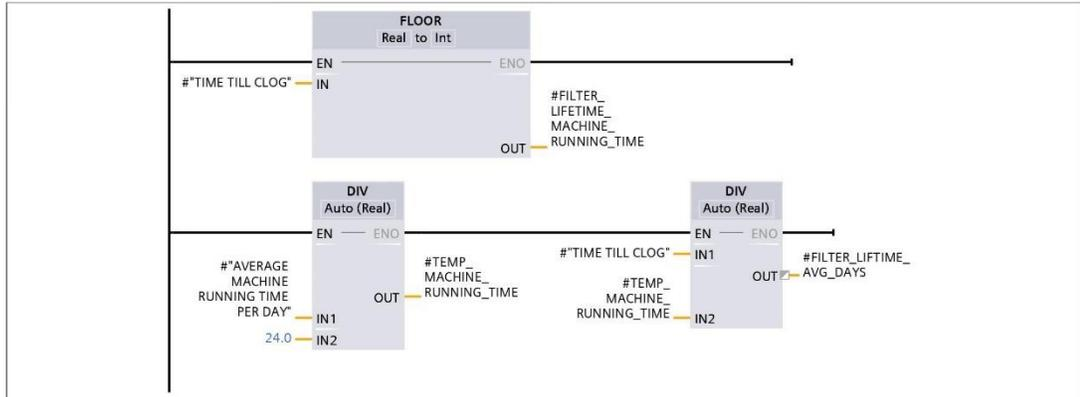 FLOOR
Real to Int
EN
ENO
#"TIME TILL CLOG"
IN
#FILTER_
LIFETIME_
MACHINE_
RUNNING_TIME
OUT
DIV
Auto (Real)
EN
ENO
#"AVERAGE
MACHINE
RUNNING TIME
PER DAY"
IN1
24.0
IN2
OUT
#TEMP_
MACHINE_
RUNNING_TIME
DIV
Auto (Real)
EN
ENO
#"TIME TILL CLOG"
IN1
#TEMP_
MACHINE_
RUNNING_TIME
IN2
OUT
#FILTER_LIFTIME_
AVG_DAYS